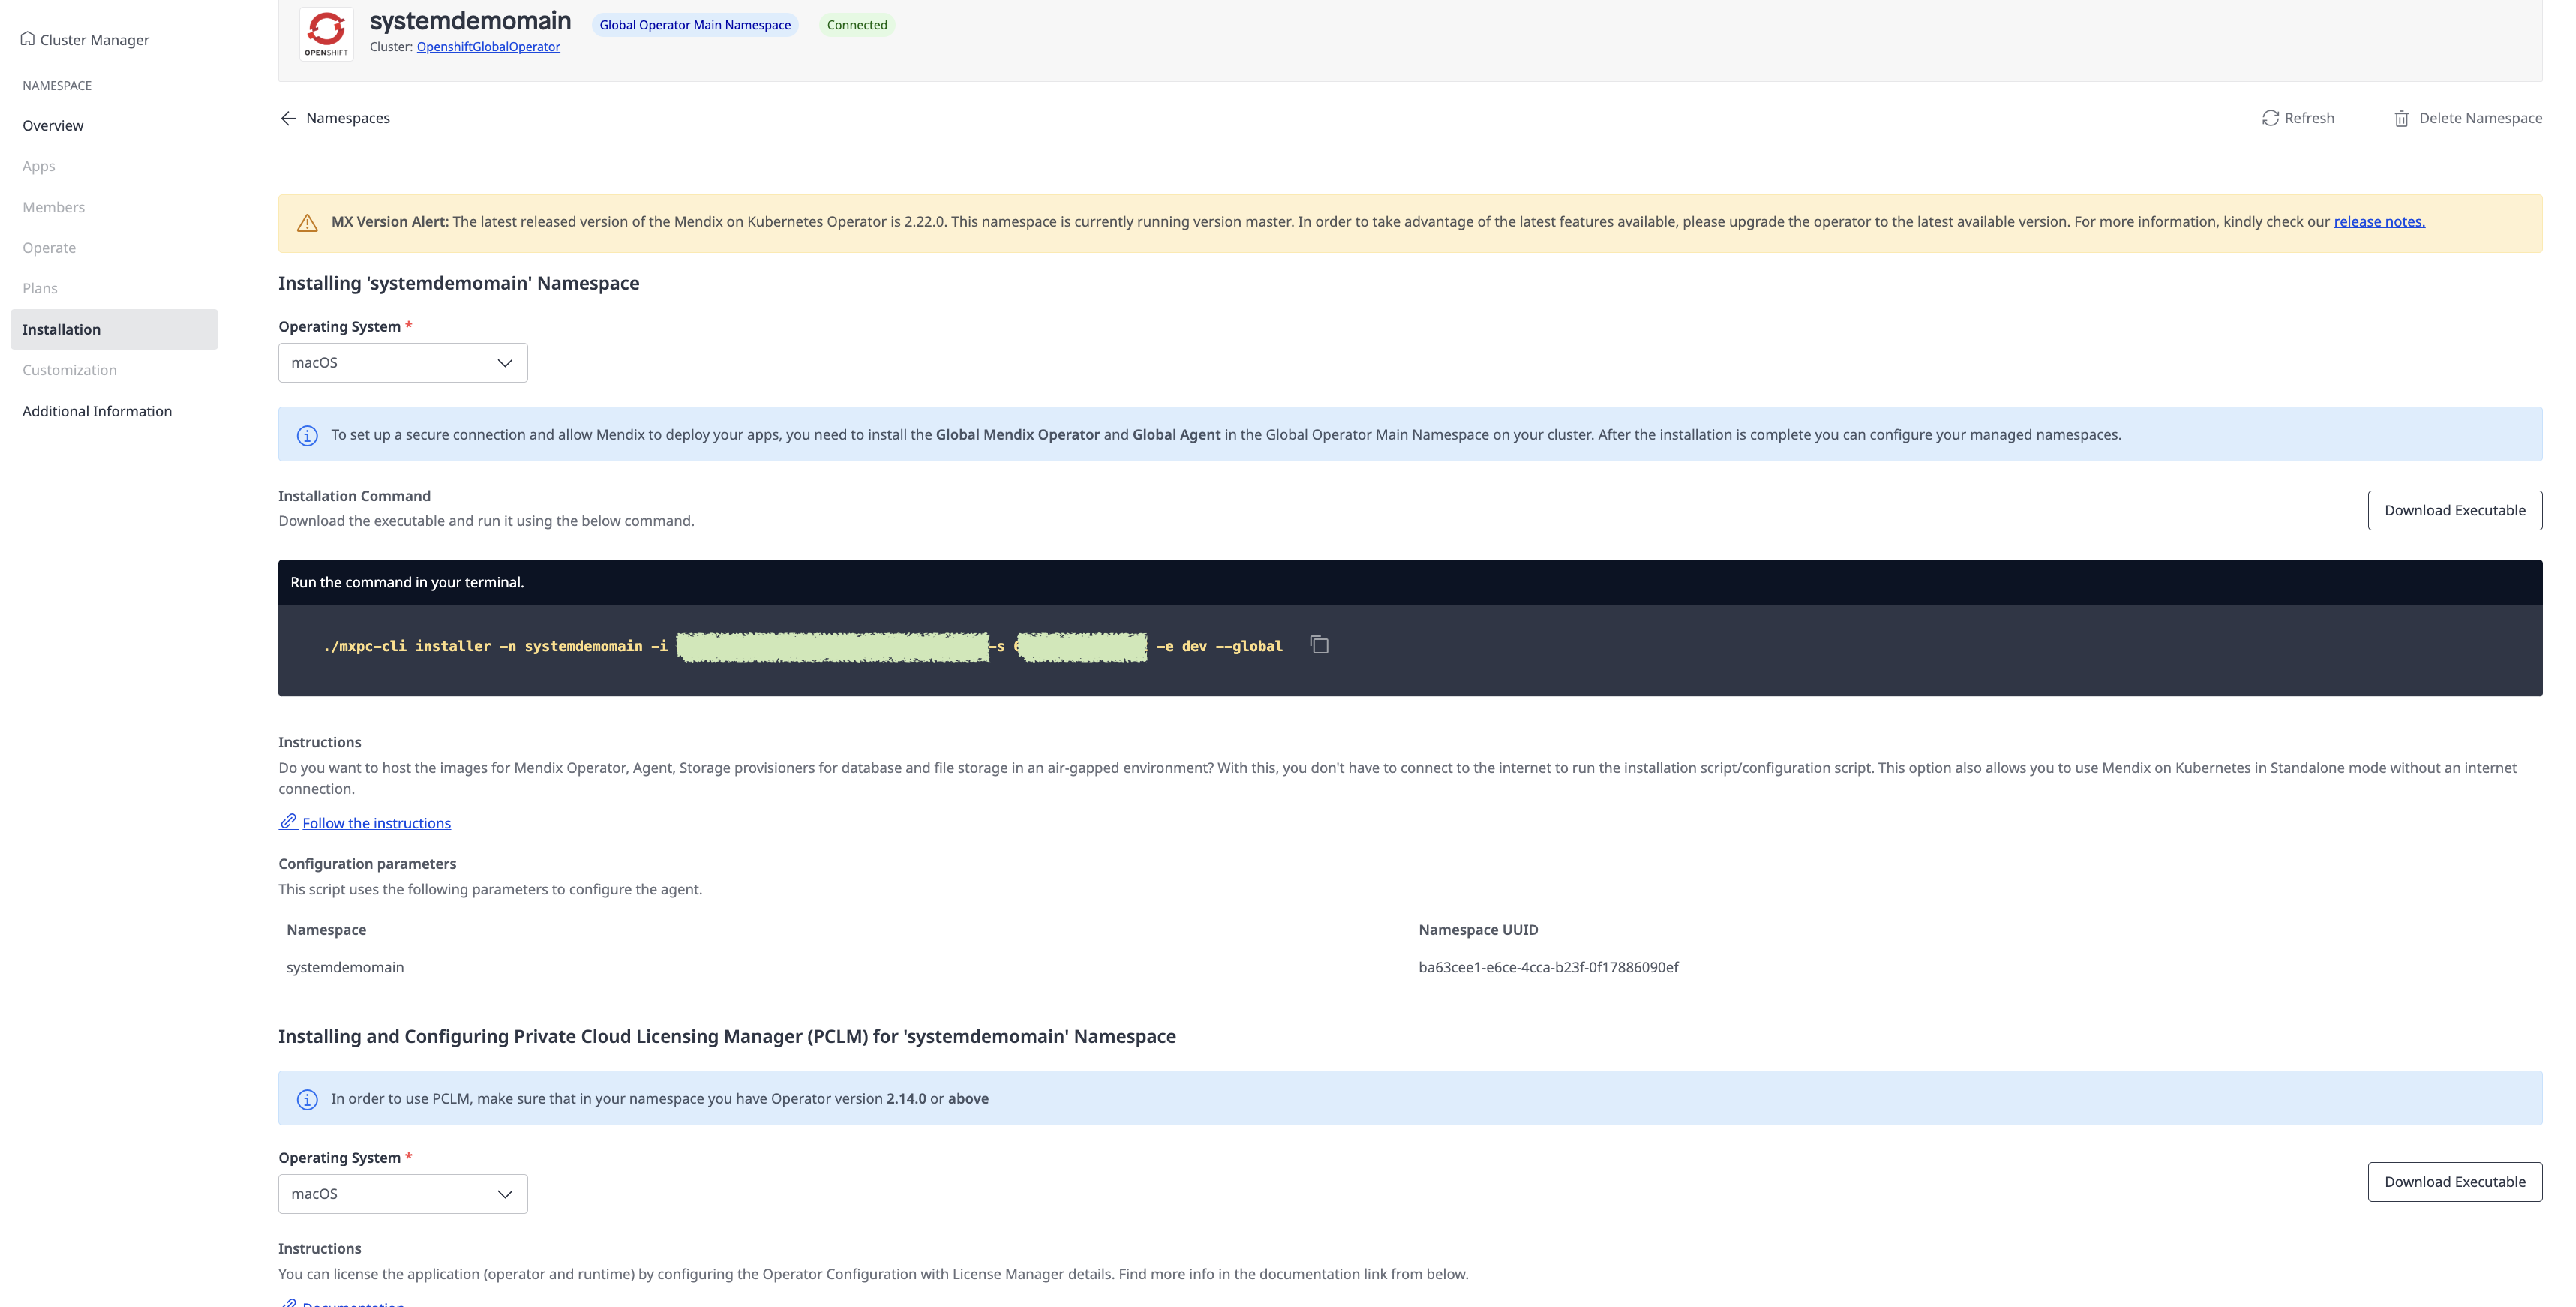 Cluster Manager
NAMESPACE
Overview
Apps
Members
Operate
Plans
Installation
Customization
Additional Information
OPENSHIFT
systemdemomain
Global Operator Main Namespace
Connected
Cluster: OpenshiftGlobalOperator
Namespaces
Refresh
Delete Namespace
MX Version Alert: The latest released version of the Mendix on Kubernetes Operator is 2.22.0. This namespace is currently running version master. In order to take advantage of the latest features available, please upgrade the operator to the latest available version. For more information, kindly check our release notes.
Installing 'systemdemomain' Namespace
Operating System *
macOS
To set up a secure connection and allow Mendix to deploy your apps, you need to install the Global Mendix Operator and Global Agent in the Global Operator Main Namespace on your cluster. After the installation is complete you can configure your managed namespaces.
Installation Command
Download the executable and run it using the below command.
Download Executable
Run the command in your terminal.
./mxpc-cli installer -n systemdemomain -i -s -e dev --global
Instructions
Do you want to host the images for Mendix Operator, Agent, Storage provisioners for database and file storage in an air-gapped environment? With this, you don't have to connect to the internet to run the installation script/configuration script. This option also allows you to use Mendix on Kubernetes in Standalone mode without an internet
connection.
Follow the instructions
Configuration parameters
This script uses the following parameters to configure the agent.
Namespace
Namespace UUID
systemdemomain
ba63cee1-e6ce-4cca-b23f-0f17886090ef
Installing and Configuring Private Cloud Licensing Manager (PCLM) for 'systemdemomain' Namespace
In order to use PCLM, make sure that in your namespace you have Operator version 2.14.0 or above
Operating System *
macOS
Download Executable
Instructions
You can license the application (operator and runtime) by configuring the Operator Configuration with License Manager details. Find more info in the documentation link from below.
Documentation